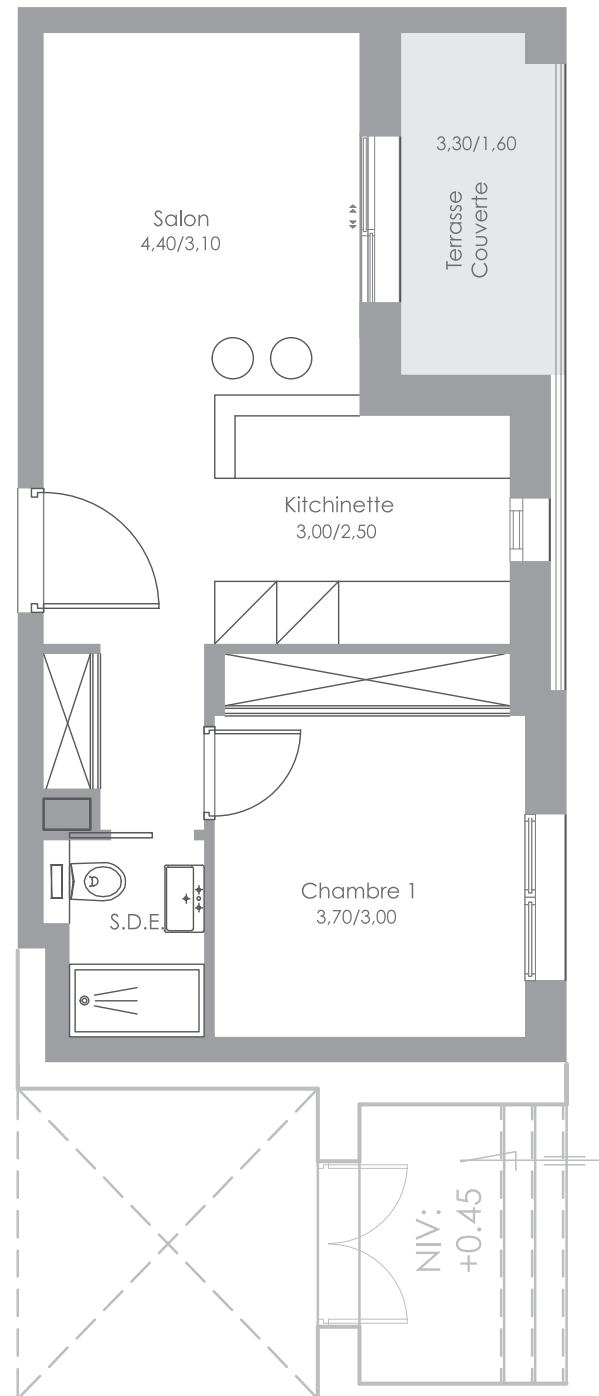 3,30/1,60
Terrasse
Couverte
Salon
4,40/3,10
Kitchinette
3,00/2,50
Chambre 1
3,70/3,00
S.D.E.
NIV:
+0.45